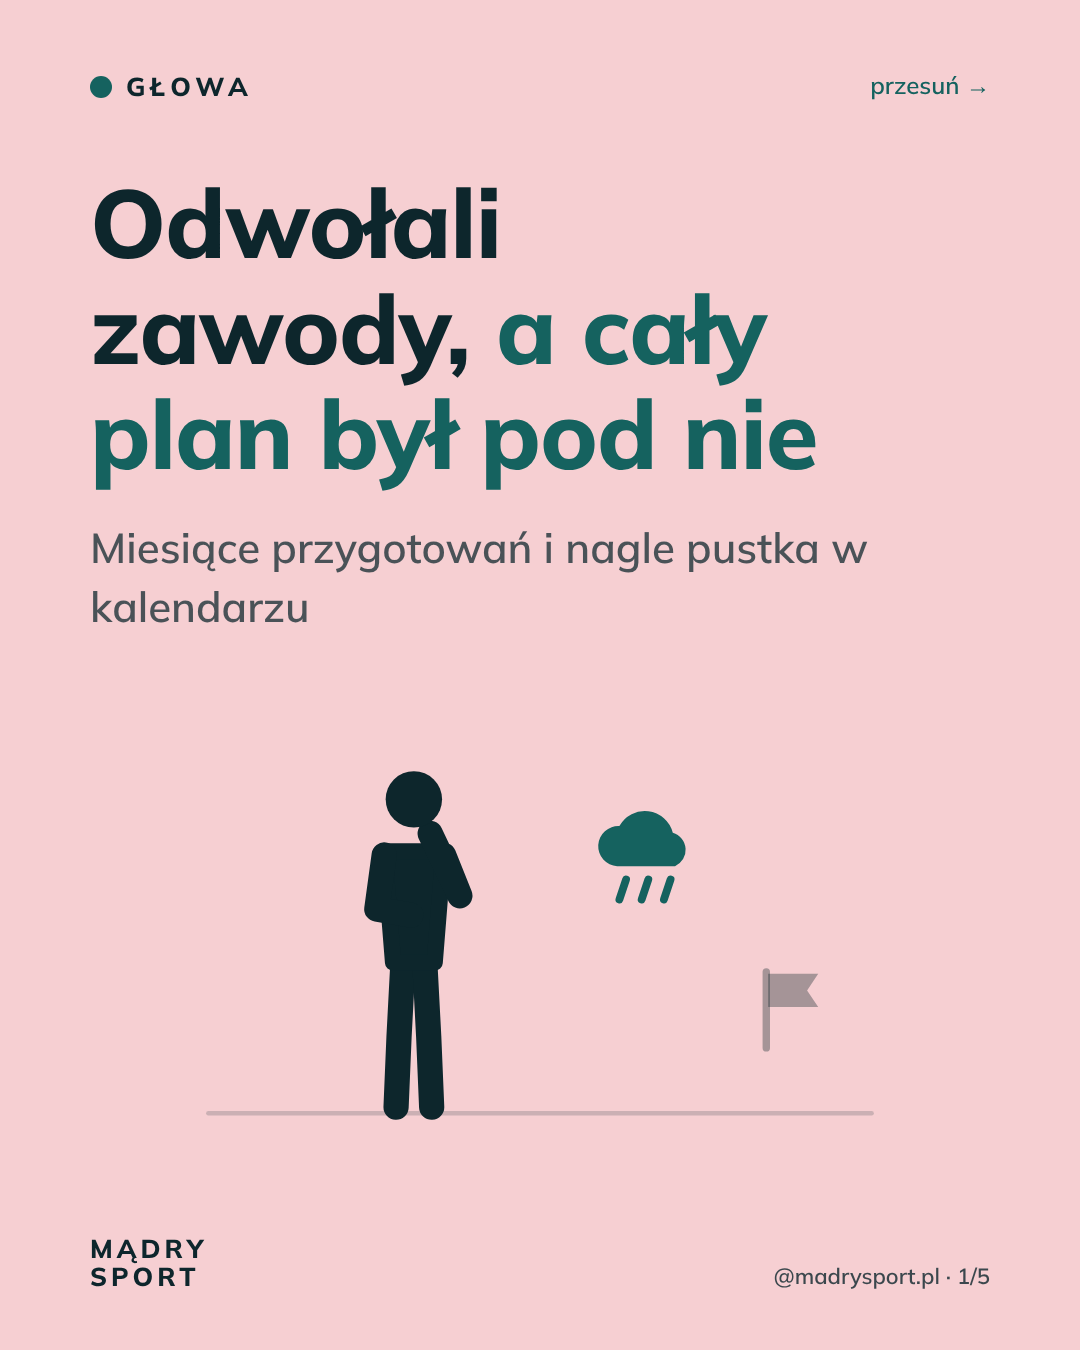 GŁOWA
przesuń →
Odwołali
zawody, a cały
plan był pod nie
Miesiące przygotowań i nagle pustka w
kalendarzu
MĄDRY
SPORT
@madrysport.pl · 1/5